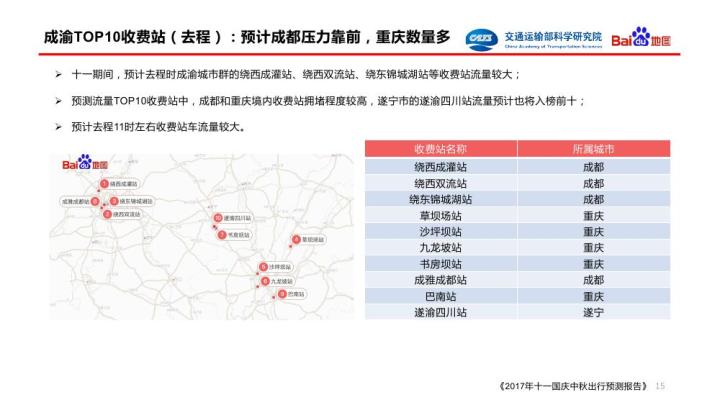 成渝TOP10收费站（去程）：预计成都压力靠前，重庆数量多
CATS 交通运输部科学研究院
China Academy of Transportation Sciences
Bai du 地图
➢ 十一期间，预计去程时成渝城市群的绕西成灌站、绕西双流站、绕东锦城湖站等收费站流量较大；
➢ 预测流量TOP10收费站中，成都和重庆境内收费站拥堵程度较高，遂宁市的遂渝四川站流量预计也将入榜前十；
➢ 预计去程11时左右收费站车流量较大。
Bai du 地图
1 绕西成灌站
成雅成都站 8
3 绕东锦城湖站
2 绕西双流站
10 遂渝四川站
7 书房坝站
4 草坝场站
5 沙坪坝站
6 九龙坡站
9 巴南站
收费站名称 所属城市
绕西成灌站 成都
绕西双流站 成都
绕东锦城湖站 成都
草坝场站 重庆
沙坪坝站 重庆
九龙坡站 重庆
书房坝站 重庆
成雅成都站 成都
巴南站 重庆
遂渝四川站 遂宁
《2017年十一国庆中秋出行预测报告》 15